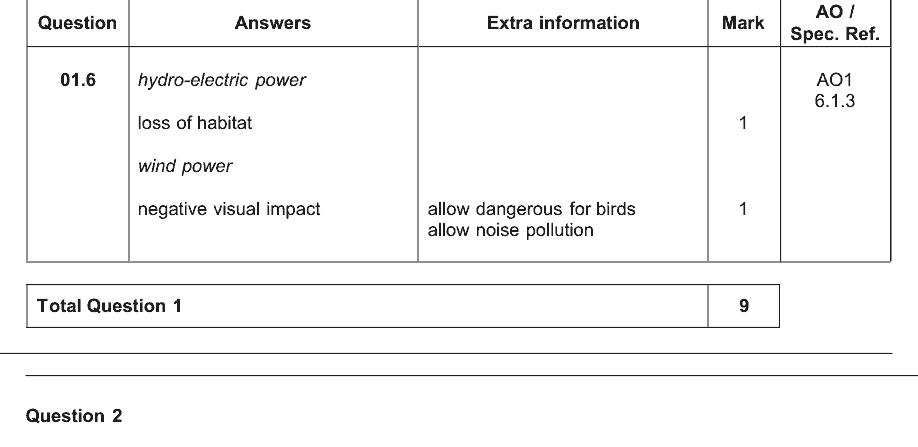 Question Answers Extra information Mark AO /
Spec. Ref.
01.6 hydro-electric power AO1
6.1.3
loss of habitat 1
wind power
negative visual impact allow dangerous for birds 1
allow noise pollution
Total Question 1 9
Question 2